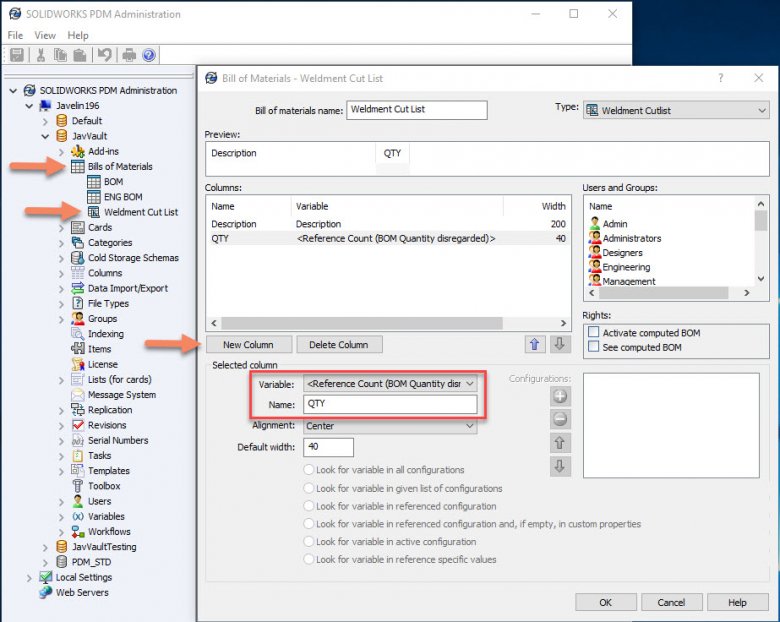 SOLIDWORKS PDM Administration
File View Help
SOLIDWORKS PDM Administration
Javelin196
Default
JavVault
Add-ins
Bills of Materials
BOM
ENG BOM
Weldment Cut List
Cards
Categories
Cold Storage Schemas
Columns
Data Import/Export
File Types
Groups
Indexing
Items
License
Lists (for cards)
Message System
Replication
Revisions
Serial Numbers
Tasks
Templates
Toolbox
Users
Variables
Workflows
JavVaultTesting
PDM_STD
Local Settings
Web Servers
Bill of Materials - Weldment Cut List
Bill of materials name: Weldment Cut List Type: Weldment Cutlist
Preview:
Description QTY
Columns:
Name Variable Width
Description Description 200
QTY <Reference Count (BOM Quantity disregarded)> 40
Users and Groups:
Name
Admin
Administrators
Designers
Engineering
Management
New Column Delete Column
Rights:
Activate computed BOM
See computed BOM
Selected column
Variable: <Reference Count (BOM Quantity disr
Name: QTY
Alignment: Center
Default width: 40
Configurations:
Look for variable in all configurations
Look for variable in given list of configurations
Look for variable in referenced configuration
Look for variable in referenced configuration and, if empty, in custom properties
Look for variable in active configuration
Look for variable in reference specific values
OK Cancel Help